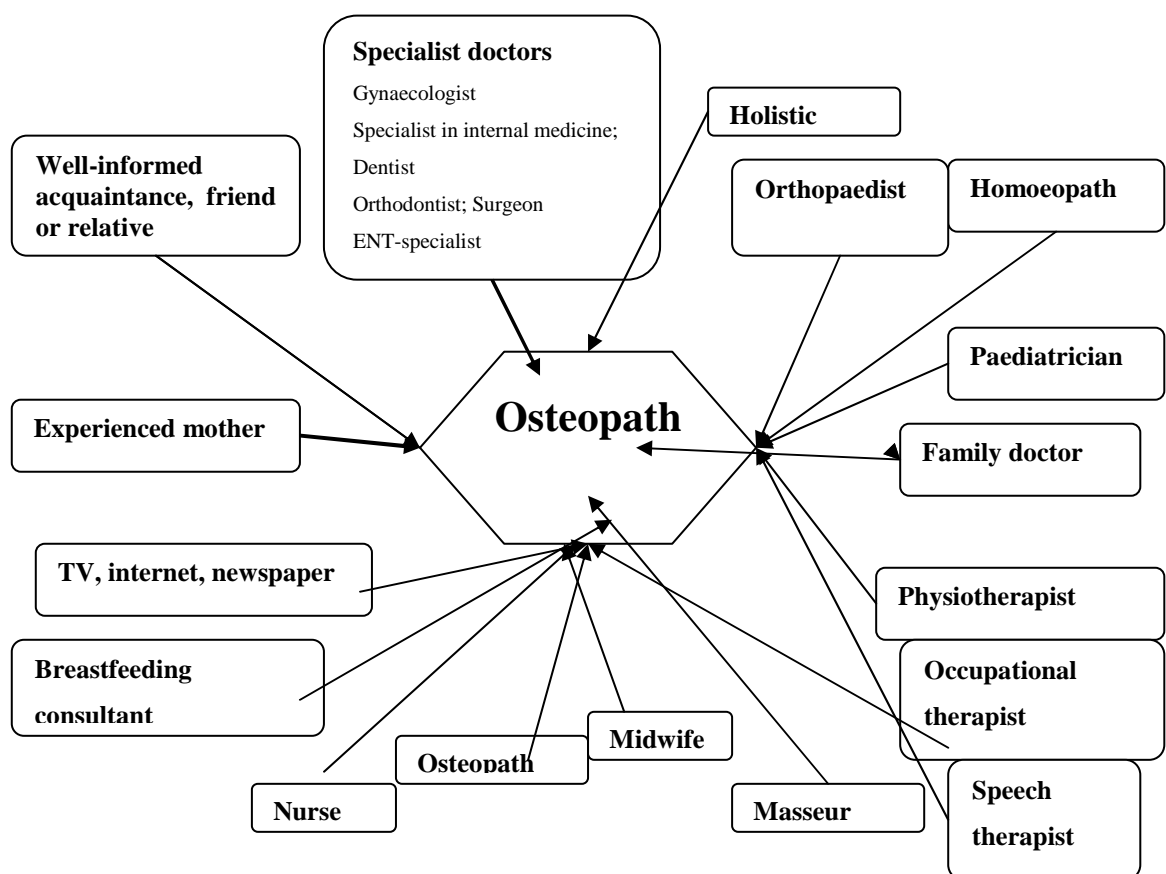 Specialist doctors
Gynaecologist
Specialist in internal medicine;
Dentist
Orthodontist; Surgeon
ENT-specialist
Holistic
Well-informed
acquaintance, friend
or relative
Orthopaedist
Homoeopath
Paediatrician
Osteopath
Experienced mother
Family doctor
TV, internet, newspaper
Physiotherapist
Breastfeeding
consultant
Occupational
therapist
Midwife
Osteopath
Nurse
Masseur
Speech
therapist